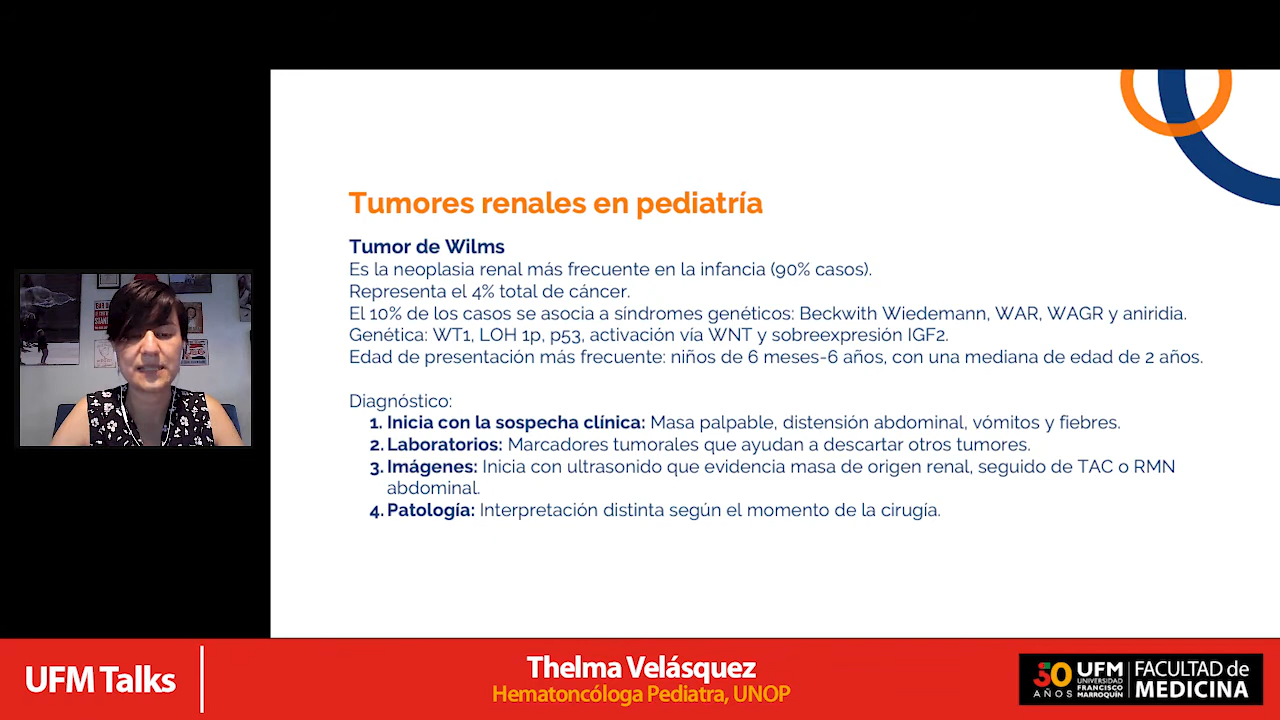 Tumores renales en pediatría
Tumor de Wilms
Es la neoplasia renal más frecuente en la infancia (90% casos).
Representa el 4% total de cáncer.
El 10% de los casos se asocia a síndromes genéticos: Beckwith Wiedemann, WAR, WAGR y aniridia.
Genética: WT1, LOH 1p, p53, activación vía WNT y sobreexpresión IGF2.
Edad de presentación más frecuente: niños de 6 meses-6 años, con una mediana de edad de 2 años.
Diagnóstico:
1. Inicia con la sospecha clínica: Masa palpable, distensión abdominal, vómitos y fiebres.
2. Laboratorios: Marcadores tumorales que ayudan a descartar otros tumores.
3. Imágenes: Inicia con ultrasonido que evidencia masa de origen renal, seguido de TAC o RMN
abdominal.
4. Patología: Interpretación distinta según el momento de la cirugía.
UFM Talks
Thelma Velásquez
Hematoncóloga Pediatra, UNOP
50 AÑOS
UFM
UNIVERSIDAD
FRANCISCO
MARROQUÍN
FACULTAD de
MEDICINA